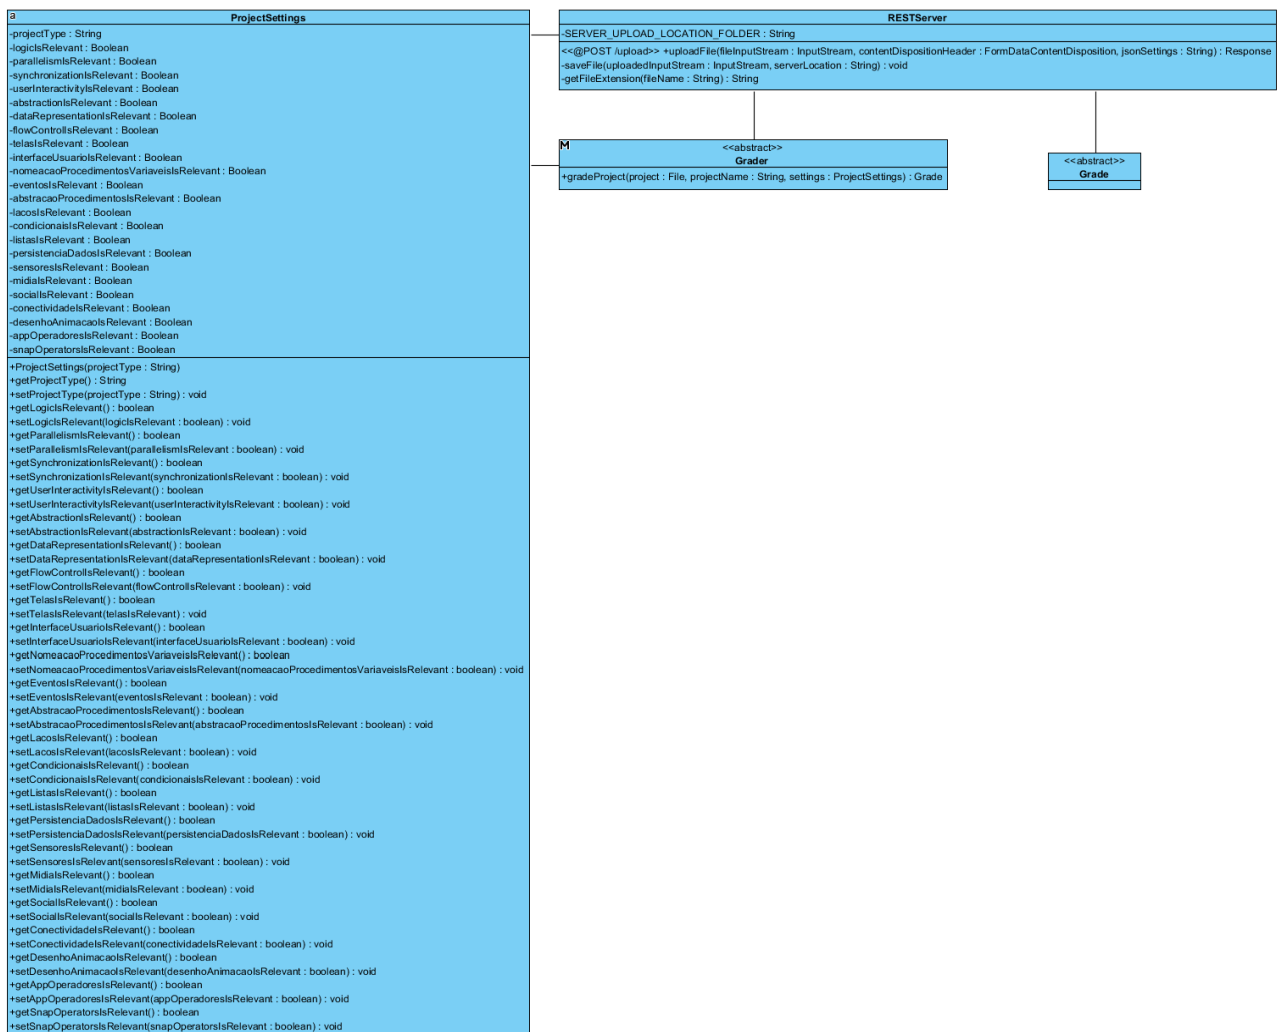 a
ProjectSettings
-projectType : String
-logicIsRelevant : Boolean
-parallelismIsRelevant : Boolean
-synchronizationIsRelevant : Boolean
-userInteractivityIsRelevant : Boolean
-abstractionIsRelevant : Boolean
-dataRepresentationIsRelevant : Boolean
-flowControlIsRelevant : Boolean
-telasIsRelevant : Boolean
-interfaceUsuarioIsRelevant : Boolean
-nomeacaoProcedimentosVariaveisIsRelevant : Boolean
-eventosIsRelevant : Boolean
-abstracaoProcedimentosIsRelevant : Boolean
-lacosIsRelevant : Boolean
-condicionaisIsRelevant : Boolean
-listasIsRelevant : Boolean
-persistenciaDadosIsRelevant : Boolean
-sensoresIsRelevant : Boolean
-midiaIsRelevant : Boolean
-socialIsRelevant : Boolean
-conectividadeIsRelevant : Boolean
-desenhoAnimacaoIsRelevant : Boolean
-appOperadoresIsRelevant : Boolean
-snapOperatorsIsRelevant : Boolean
+ProjectSettings(projectType : String)
+getProjectType() : String
+setProjectType(projectType : String) : void
+getLogicIsRelevant() : boolean
+setLogicIsRelevant(logicIsRelevant : boolean) : void
+getParallelismIsRelevant() : boolean
+setParallelismIsRelevant(parallelismIsRelevant : boolean) : void
+getSynchronizationIsRelevant() : boolean
+setSynchronizationIsRelevant(synchronizationIsRelevant : boolean) : void
+getUserInteractivityIsRelevant() : boolean
+setUserInteractivityIsRelevant(userInteractivityIsRelevant : boolean) : void
+getAbstractionIsRelevant() : boolean
+setAbstractionIsRelevant(abstractionIsRelevant : boolean) : void
+getDataRepresentationIsRelevant() : boolean
+setDataRepresentationIsRelevant(dataRepresentationIsRelevant : boolean) : void
+getFlowControlIsRelevant() : boolean
+setFlowControlIsRelevant(flowControlIsRelevant : boolean) : void
+getTelasIsRelevant() : boolean
+setTelasIsRelevant(telasIsRelevant) : void
+getInterfaceUsuarioIsRelevant() : boolean
+setInterfaceUsuarioIsRelevant(interfaceUsuarioIsRelevant : boolean) : void
+getNomeacaoProcedimentosVariaveisIsRelevant() : boolean
+setNomeacaoProcedimentosVariaveisIsRelevant(nomeacaoProcedimentosVariaveisIsRelevant : boolean) : void
+getEventosIsRelevant() : boolean
+setEventosIsRelevant(eventosIsRelevant : boolean) : void
+getAbstracaoProcedimentosIsRelevant() : boolean
+setAbstracaoProcedimentosIsRelevant(abstracaoProcedimentosIsRelevant : boolean) : void
+getLacosIsRelevant() : boolean
+setLacosIsRelevant(lacosIsRelevant : boolean) : void
+getCondicionaisIsRelevant() : boolean
+setCondicionaisIsRelevant(condicionaisIsRelevant : boolean) : void
+getListasIsRelevant() : boolean
+setListasIsRelevant(listasIsRelevant : boolean) : void
+getPersistenciaDadosIsRelevant() : boolean
+setPersistenciaDadosIsRelevant(persistenciaDadosIsRelevant : boolean) : void
+getSensoresIsRelevant() : boolean
+setSensoresIsRelevant(sensoresIsRelevant : boolean) : void
+getMidiaIsRelevant() : boolean
+setMidiaIsRelevant(midiaIsRelevant : boolean) : void
+getSocialIsRelevant() : boolean
+setSocialIsRelevant(socialIsRelevant : boolean) : void
+getConectividadeIsRelevant() : boolean
+setConectividadeIsRelevant(conectividadeIsRelevant : boolean) : void
+getDesenhoAnimacaoIsRelevant() : boolean
+setDesenhoAnimacaoIsRelevant(desenhoAnimacaoIsRelevant : boolean) : void
+getAppOperadoresIsRelevant() : boolean
+setAppOperadoresIsRelevant(appOperadoresIsRelevant : boolean) : void
+getSnapOperatorsIsRelevant() : boolean
+setSnapOperatorsIsRelevant(snapOperatorsIsRelevant : boolean) : void
RESTServer
-SERVER_UPLOAD_LOCATION_FOLDER : String
<<@POST /upload>> +uploadFile(fileInputStream : InputStream, contentDispositionHeader : FormDataContentDisposition, jsonSettings : String) : Response
-saveFile(uploadedInputStream : InputStream, serverLocation : String) : void
-getFileExtension(fileName : String) : String
M
<<abstract>>
Grader
+gradeProject(project : File, projectName : String, settings : ProjectSettings) : Grade
<<abstract>>
Grade